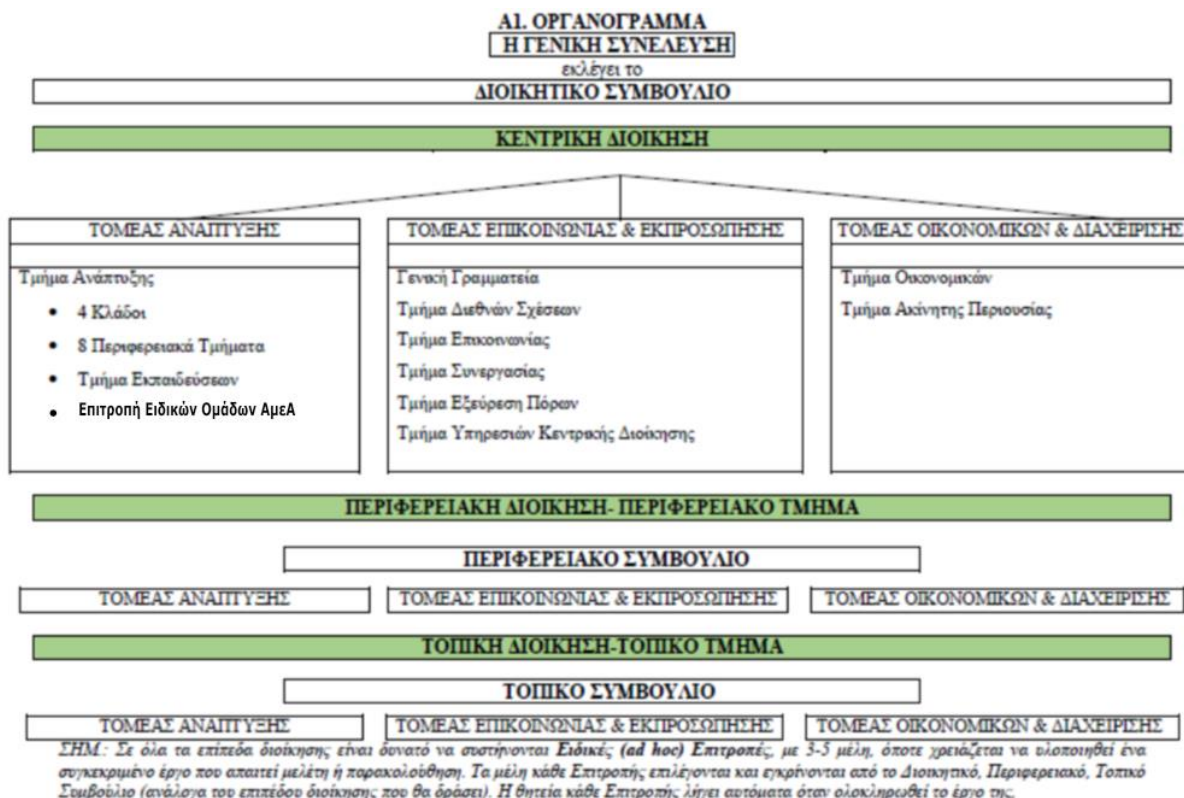 Α1. ΟΡΓΑΝΟΓΡΑΜΜΑ
Η ΓΕΝΙΚΗ ΣΥΝΕΛΕΥΣΗ
εκλέγει το
ΔΙΟΙΚΗΤΙΚΟ ΣΥΜΒΟΥΛΙΟ
ΚΕΝΤΡΙΚΗ ΔΙΟΙΚΗΣΗ
ΤΟΜΕΑΣ ΑΝΑΠΤΥΞΗΣ
Τμήμα Ανάπτυξης
• 4 Κλάδοι
• 8 Περιφερειακά Τμήματα
• Τμήμα Εκπαιδεύσεων
• Επιτροπή Ειδικών Ομάδων ΑμεΑ
ΤΟΜΕΑΣ ΕΠΙΚΟΙΝΩΝΙΑΣ & ΕΚΠΡΟΣΩΠΗΣΗΣ
Γενική Γραμματεία
Τμήμα Διεθνών Σχέσεων
Τμήμα Επικοινωνίας
Τμήμα Συνεργασίας
Τμήμα Εξεύρεση Πόρων
Τμήμα Υπηρεσιών Κεντρικής Διοίκησης
ΤΟΜΕΑΣ ΟΙΚΟΝΟΜΙΚΩΝ & ΔΙΑΧΕΙΡΙΣΗΣ
Τμήμα Οικονομικών
Τμήμα Ακίνητης Περιουσίας
ΠΕΡΙΦΕΡΕΙΑΚΗ ΔΙΟΙΚΗΣΗ- ΠΕΡΙΦΕΡΕΙΑΚΟ ΤΜΗΜΑ
ΠΕΡΙΦΕΡΕΙΑΚΟ ΣΥΜΒΟΥΛΙΟ
ΤΟΜΕΑΣ ΑΝΑΠΤΥΞΗΣ
ΤΟΜΕΑΣ ΕΠΙΚΟΙΝΩΝΙΑΣ & ΕΚΠΡΟΣΩΠΗΣΗΣ
ΤΟΜΕΑΣ ΟΙΚΟΝΟΜΙΚΩΝ & ΔΙΑΧΕΙΡΙΣΗΣ
ΤΟΠΙΚΗ ΔΙΟΙΚΗΣΗ-ΤΟΠΙΚΟ ΤΜΗΜΑ
ΤΟΠΙΚΟ ΣΥΜΒΟΥΛΙΟ
ΤΟΜΕΑΣ ΑΝΑΠΤΥΞΗΣ
ΤΟΜΕΑΣ ΕΠΙΚΟΙΝΩΝΙΑΣ & ΕΚΠΡΟΣΩΠΗΣΗΣ
ΤΟΜΕΑΣ ΟΙΚΟΝΟΜΙΚΩΝ & ΔΙΑΧΕΙΡΙΣΗΣ
ΣΗΜ.: Σε όλα τα επίπεδα διοίκησης είναι δυνατό να συστήνονται Ειδικές (ad hoc) Επιτροπές, με 3-5 μέλη, όποτε χρειάζεται να υλοποιηθεί ένα
συγκεκριμένο έργο που απαιτεί μελέτη ή παρακολούθηση. Τα μέλη κάθε Επιτροπής επιλέγονται και εγκρίνονται από το Διοικητικό, Περιφερειακό, Τοπικό
Συμβούλιο (ανάλογα του επιπέδου διοίκησης που θα δράσει). Η θητεία κάθε Επιτροπής λήγει αυτόματα όταν ολοκληρωθεί το έργο της.